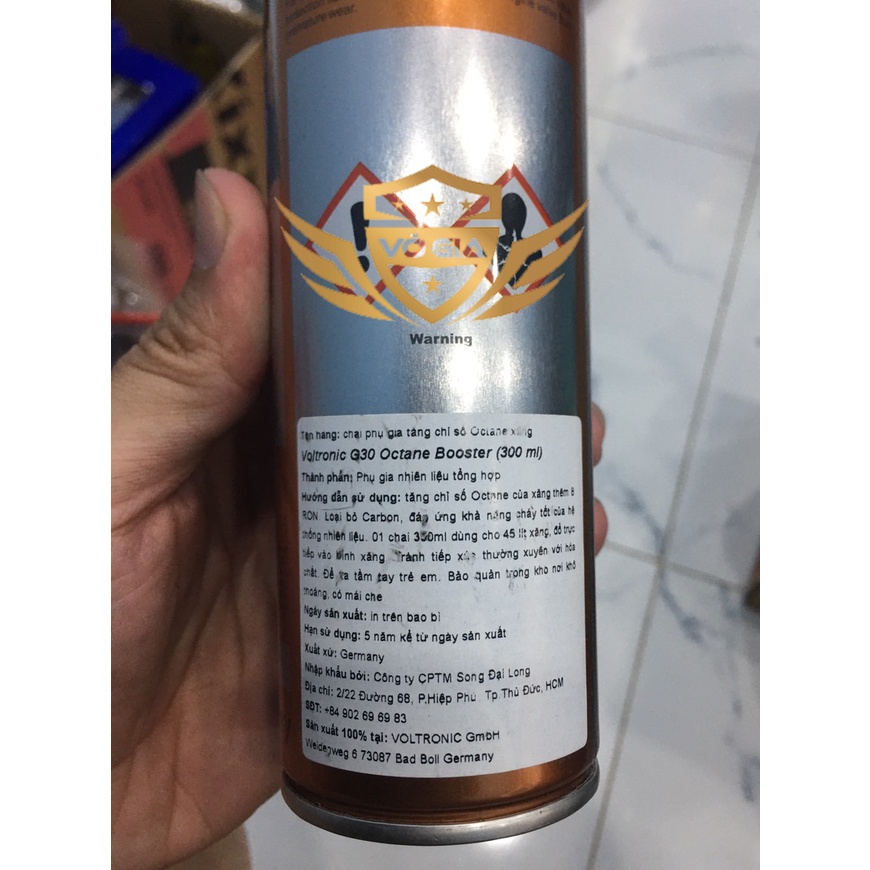 premature wear.
VÕ GIA
Warning
Tên hàng: chai phụ gia tăng chỉ số Octane xăng
Voltronic G30 Octane Booster (300 ml)
Thành phần: Phụ gia nhiên liệu tổng hợp
Hướng dẫn sử dụng: tăng chỉ số Octane của xăng thêm 8
RON. Loại bỏ Carbon, đáp ứng khả năng chảy tốt của hệ
thống nhiên liệu. 01 chai 300ml dùng cho 45 lít xăng, đổ trực
tiếp vào bình xăng. Tránh tiếp xúc thường xuyên với hóa
chất. Để xa tầm tay trẻ em. Bảo quản trong kho nơi khô
thoáng, có mái che
Ngày sản xuất: in trên bao bì
Hạn sử dụng: 5 năm kể từ ngày sản xuất
Xuất xứ: Germany
Nhập khẩu bởi: Công ty CPTM Song Đại Long
Địa chỉ: 2/22 Đường 68, P.Hiệp Phú. Tp.Thủ Đức, HCM
SĐT: +84 902 69 69 83
Sản xuất 100% tại: VOLTRONIC GmbH
Weidenweg 6 73087 Bad Boll Germany